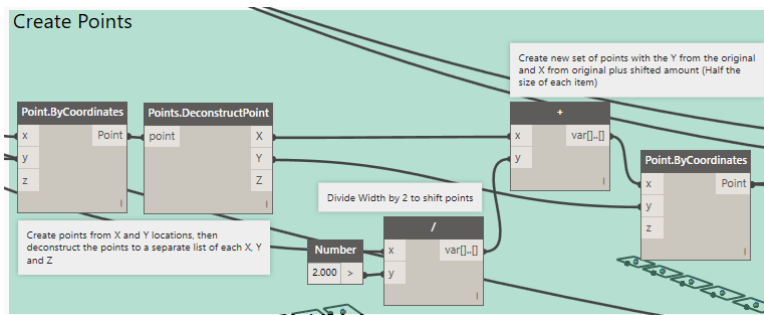 Create Points
Create new set of points with the Y from the original
and X from original plus shifted amount (Half the
size of each item)
Point.ByCoordinates
x Point
y
z
l
Points.DeconstructPoint
point X
Y
Z
l
+
x var[]..[]
y
l
Point.ByCoordinates
x Point
y
z
l
Divide Width by 2 to shift points
Create points from X and Y locations, then
deconstruct the points to a separate list of each X, Y
and Z
Number
2.000 >
/
x var[]..[]
y
l